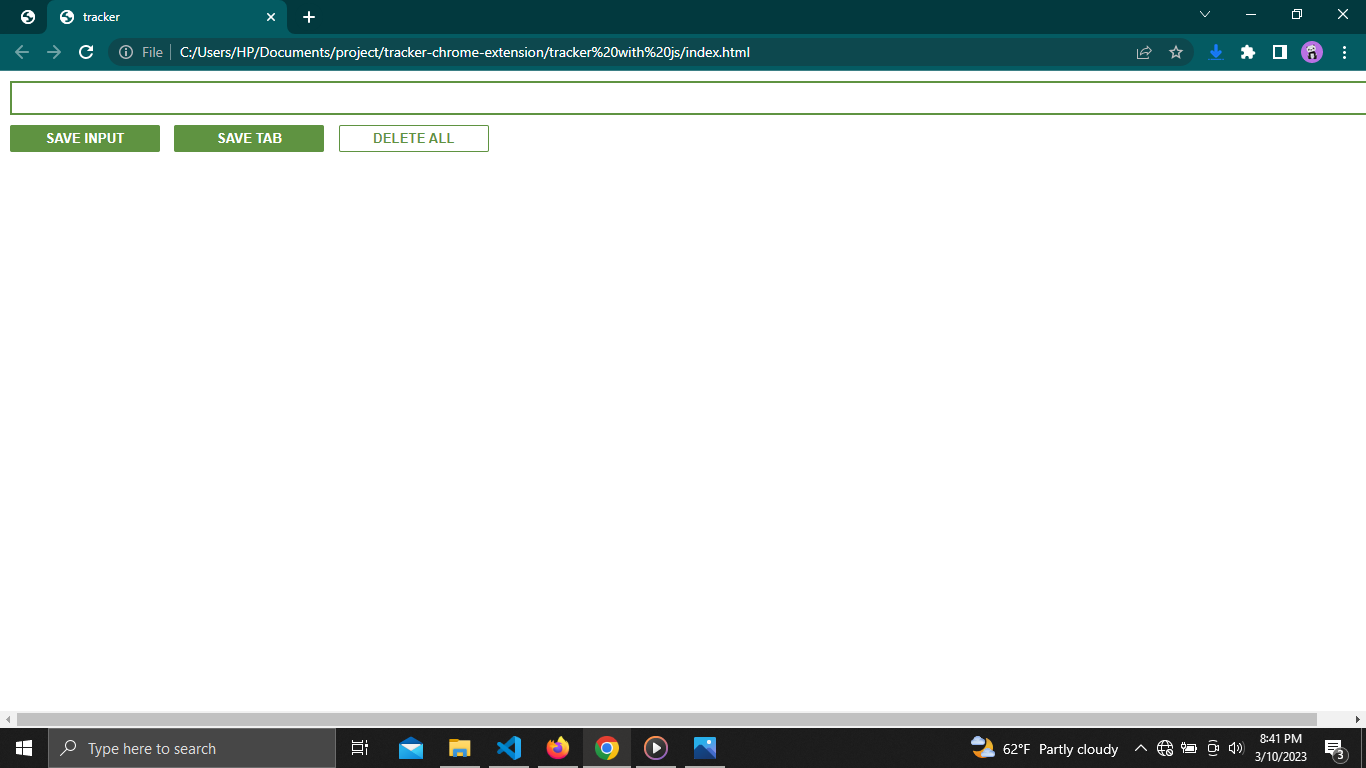 tracker
File
C:/Users/HP/Documents/project/tracker-chrome-extension/tracker%20with%20js/index.html
SAVE INPUT SAVE TAB DELETE ALL
Type here to search
62°F Partly cloudy
8:41 PM
3/10/2023
3